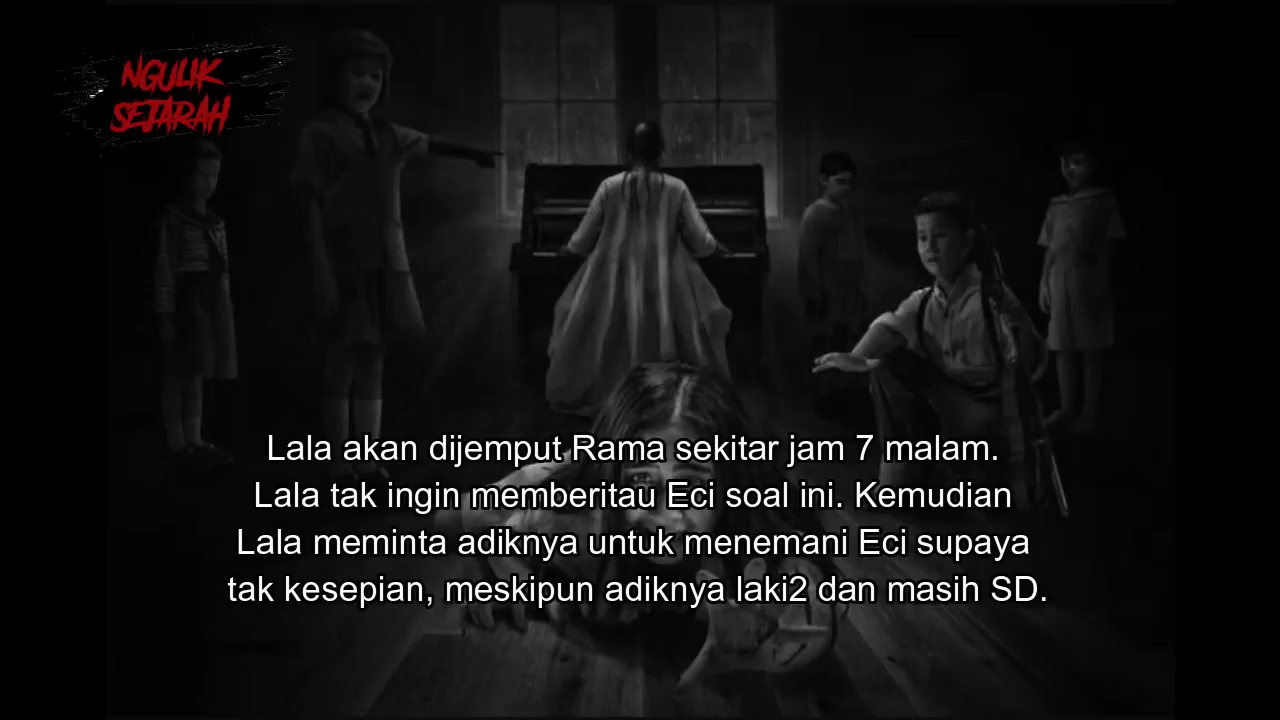 NGULIK
SEJARAH
Lala akan dijemput Rama sekitar jam 7 malam.
Lala tak ingin memberitau Eci soal ini. Kemudian
Lala meminta adiknya untuk menemani Eci supaya
tak kesepian, meskipun adiknya laki2 dan masih SD.